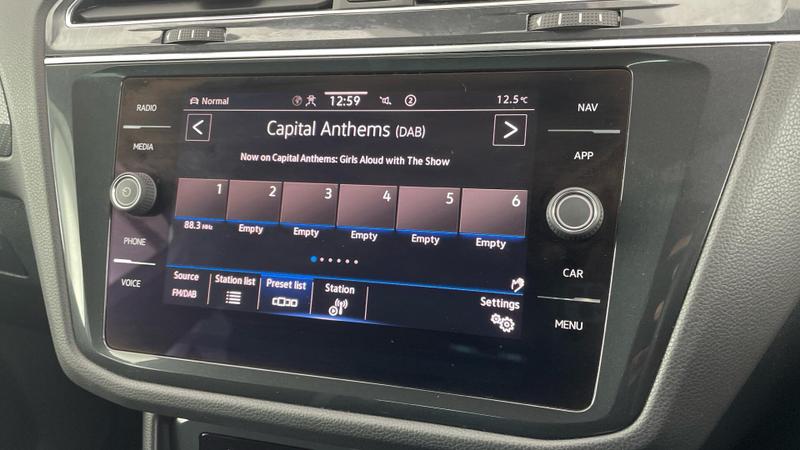 RADIO
MEDIA
PHONE
VOICE
Normal
12:59
2
12.5°C
Capital Anthems (DAB)
Now on Capital Anthems: Girls Aloud with The Show
1 2 3 4 5 6
88.3 MHz Empty Empty Empty Empty Empty
Source
FM/DAB
Station list
Preset list
Station
Settings
NAV
APP
CAR
MENU